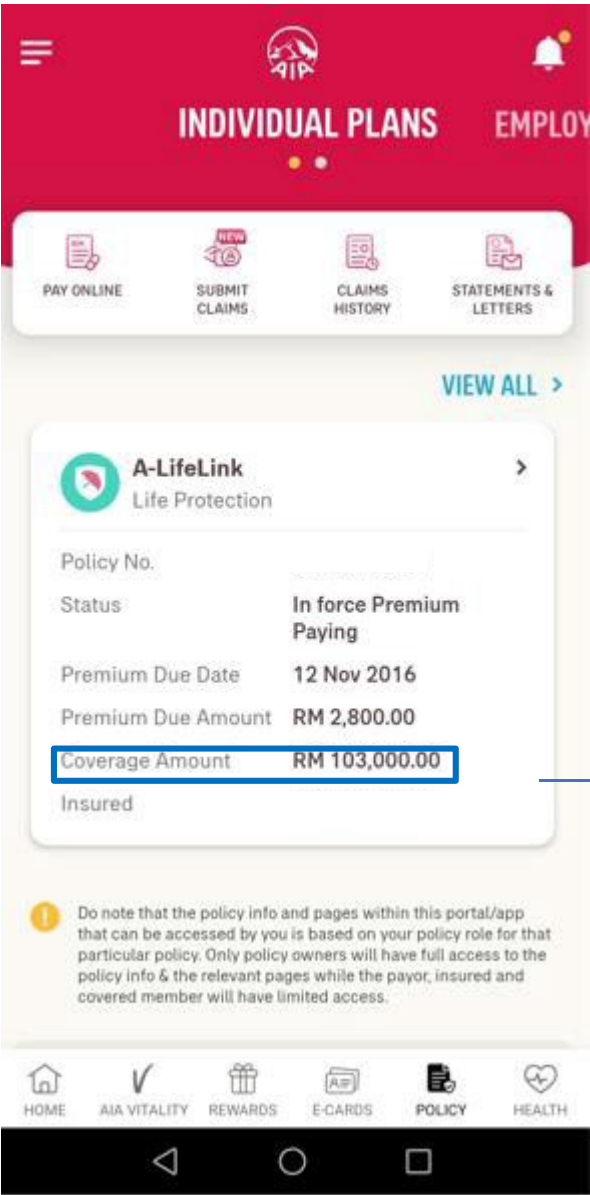 AIA
INDIVIDUAL PLANS EMPLOY
PAY ONLINE
NEW
SUBMIT
CLAIMS
CLAIMS
HISTORY
STATEMENTS &
LETTERS
VIEW ALL >
A-LifeLink >
Life Protection
Policy No.
Status In force Premium
Paying
Premium Due Date 12 Nov 2016
Premium Due Amount RM 2,800.00
Coverage Amount RM 103,000.00
Insured
! Do note that the policy info and pages within this portal/app
that can be accessed by you is based on your policy role for that
particular policy. Only policy owners will have full access to the
policy info & the relevant pages while the payor, insured and
covered member will have limited access.
HOME AIA VITALITY REWARDS E-CARDS POLICY HEALTH